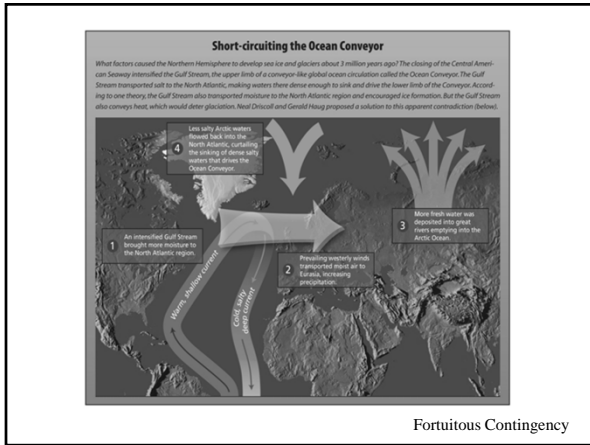 Short-circuiting the Ocean Conveyor
What factors caused the Northern Hemisphere to develop sea ice and glaciers about 3 million years ago? The closing of the Central Ameri-
can Seaway intensified the Gulf Stream, the upper limb of a conveyor-like global ocean circulation called the Ocean Conveyor. The Gulf
Stream transported salt to the North Atlantic, making waters there dense enough to sink and drive the lower limb of the Conveyor. Accord-
ing to one theory, the Gulf Stream also transported moisture to the North Atlantic region and encouraged ice formation. But the Gulf Stream
also conveys heat, which would deter glaciation. Neal Driscoll and Gerald Haug proposed a solution to this apparent contradiction (below).
4
Less salty Arctic waters
flowed back into the
North Atlantic, curtailing
the sinking of dense salty
waters that drives the
Ocean Conveyor.
3
More fresh water was
deposited into great
rivers emptying into the
Arctic Ocean.
1
An intensified Gulf Stream
brought more moisture to
the North Atlantic region.
2
Prevailing westerly winds
transported moist air to
Eurasia, increasing
precipitation.
Warm, shallow current
Cold, salty
deep current
Fortuitous Contingency